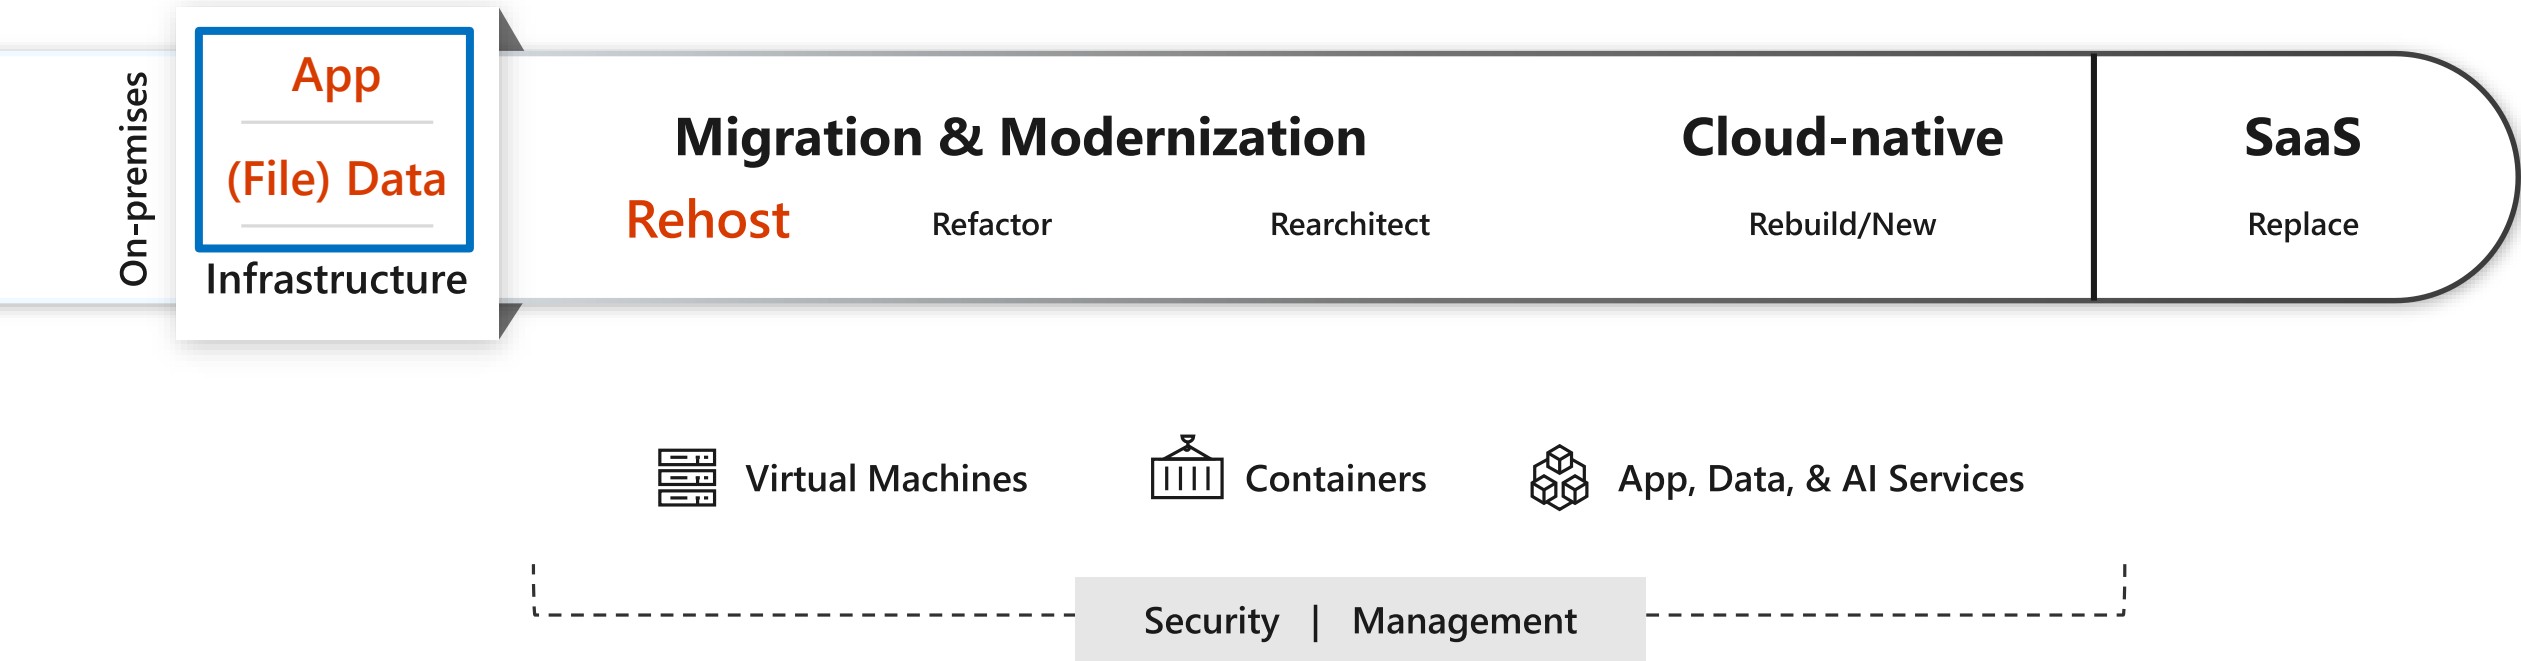 On-premises
App
(File) Data
Infrastructure
Migration & Modernization
Rehost
Refactor
Rearchitect
Cloud-native
Rebuild/New
SaaS
Replace
Virtual Machines
Containers
App, Data, & AI Services
Security | Management